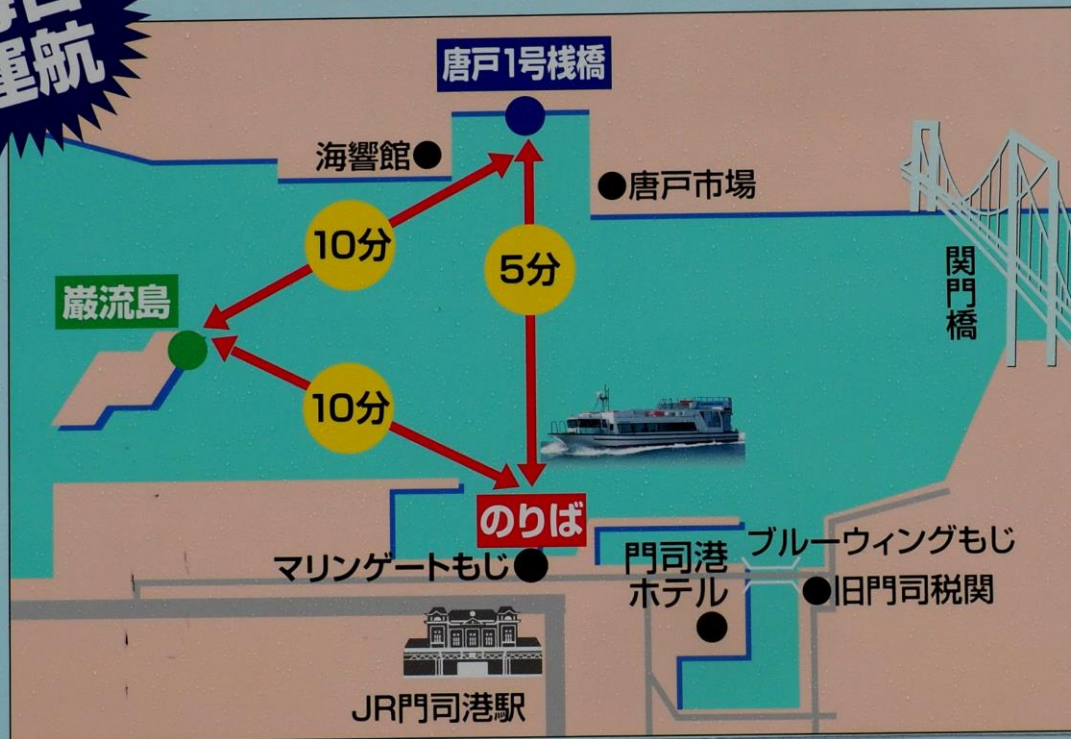 運航
唐戸1号桟橋
海響館
唐戸市場
10分
5分
関門橋
巌流島
10分
のりば
マリンゲートもじ
門司港
ホテル
ブルーウィングもじ
旧門司税関
JR門司港駅